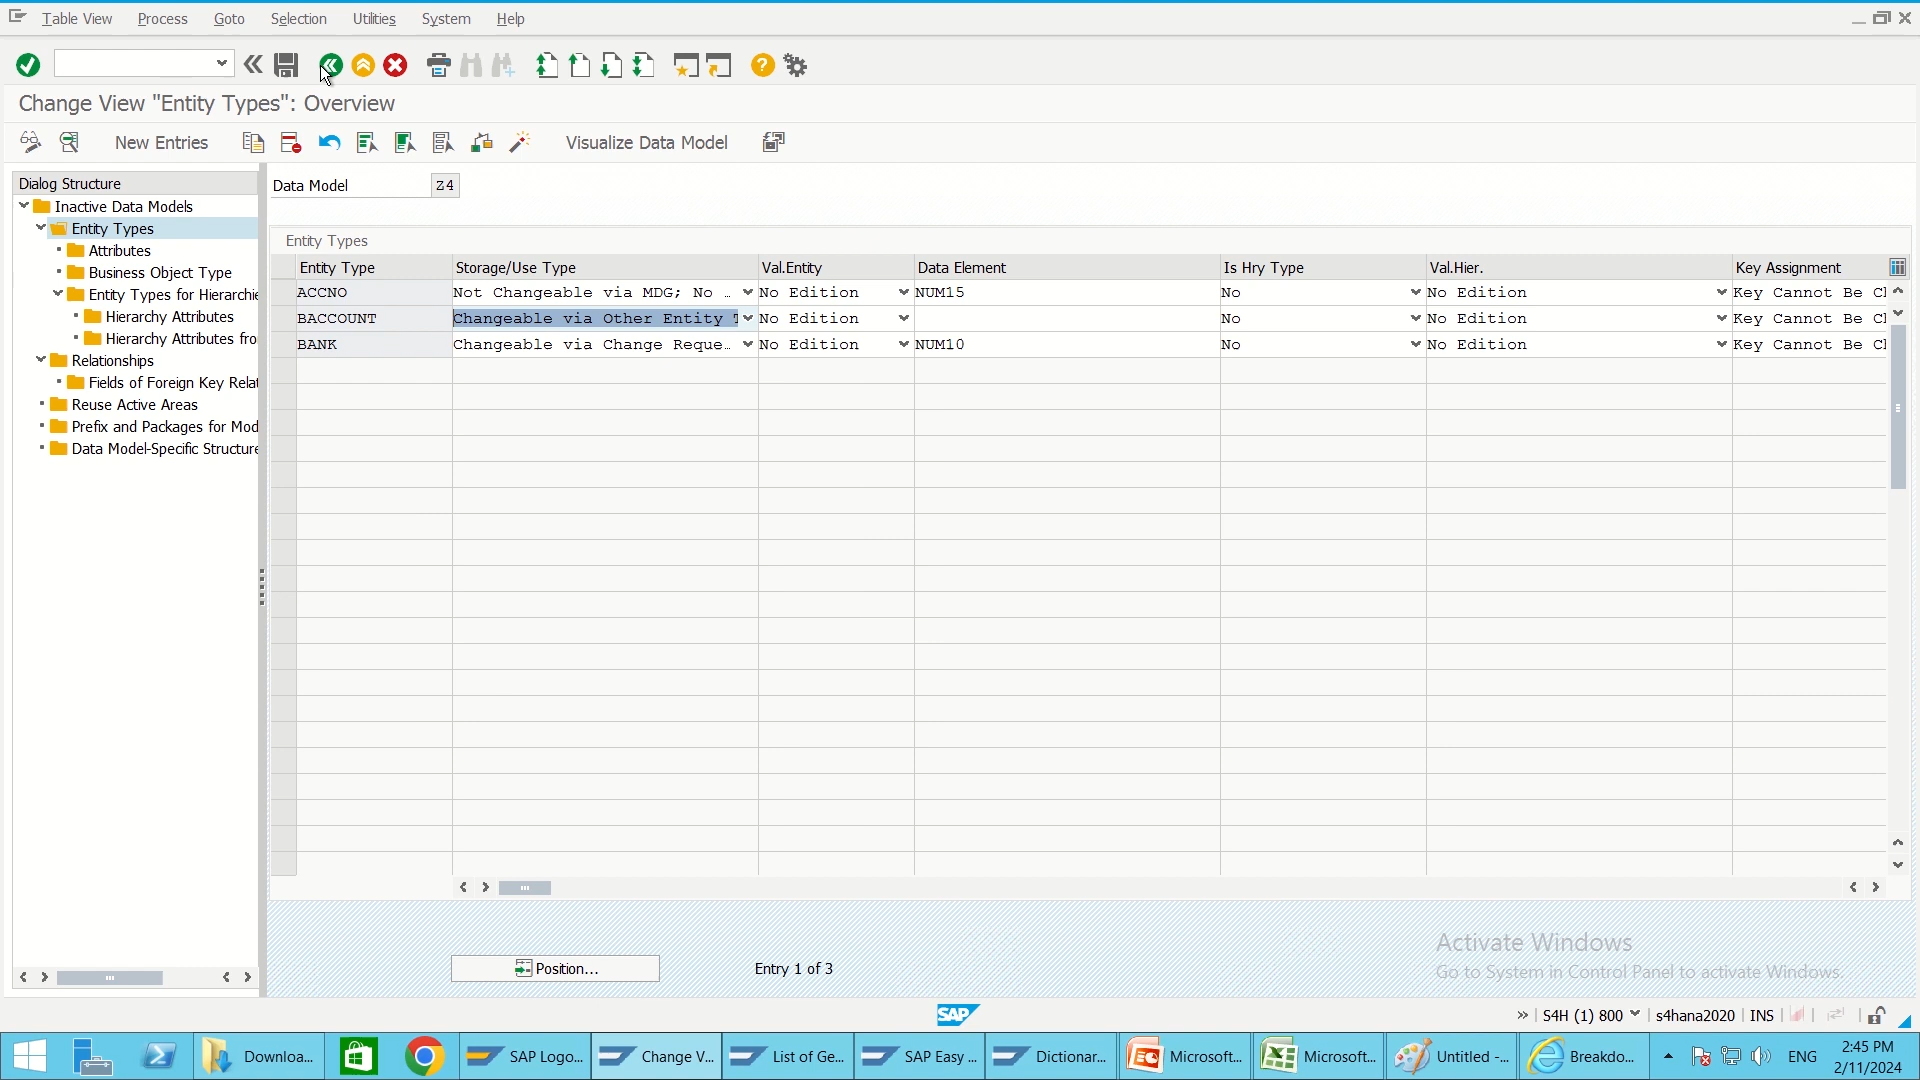 Table View Process Goto Selection Utilities System Help
Change View "Entity Types": Overview
New Entries Visualize Data Model
Dialog Structure
Inactive Data Models
Entity Types
Attributes
Business Object Type
Entity Types for Hierarchie
Hierarchy Attributes
Hierarchy Attributes fro
Relationships
Fields of Foreign Key Relat
Reuse Active Areas
Prefix and Packages for Mod
Data Model-Specific Structure
Data Model Z4
Entity Types
Entity Type Storage/Use Type Val.Entity Data Element Is Hry Type Val.Hier. Key Assignment
ACCNO Not Changeable via MDG; No … No Edition NUM15 No No Edition Key Cannot Be Cl
BACCOUNT Changeable via Other Entity T No Edition No No Edition Key Cannot Be Cl
BANK Changeable via Change Reque… No Edition NUM10 No No Edition Key Cannot Be Cl
Position... Entry 1 of 3
Activate Windows
Go to System in Control Panel to activate Windows.
SAP
S4H (1) 800 s4hana2020 INS
Downloa... SAP Logo... Change V... List of Ge... SAP Easy ... Dictionar... Microsoft... Microsoft... Untitled -... Breakdo... ENG 2:45 PM
2/11/2024